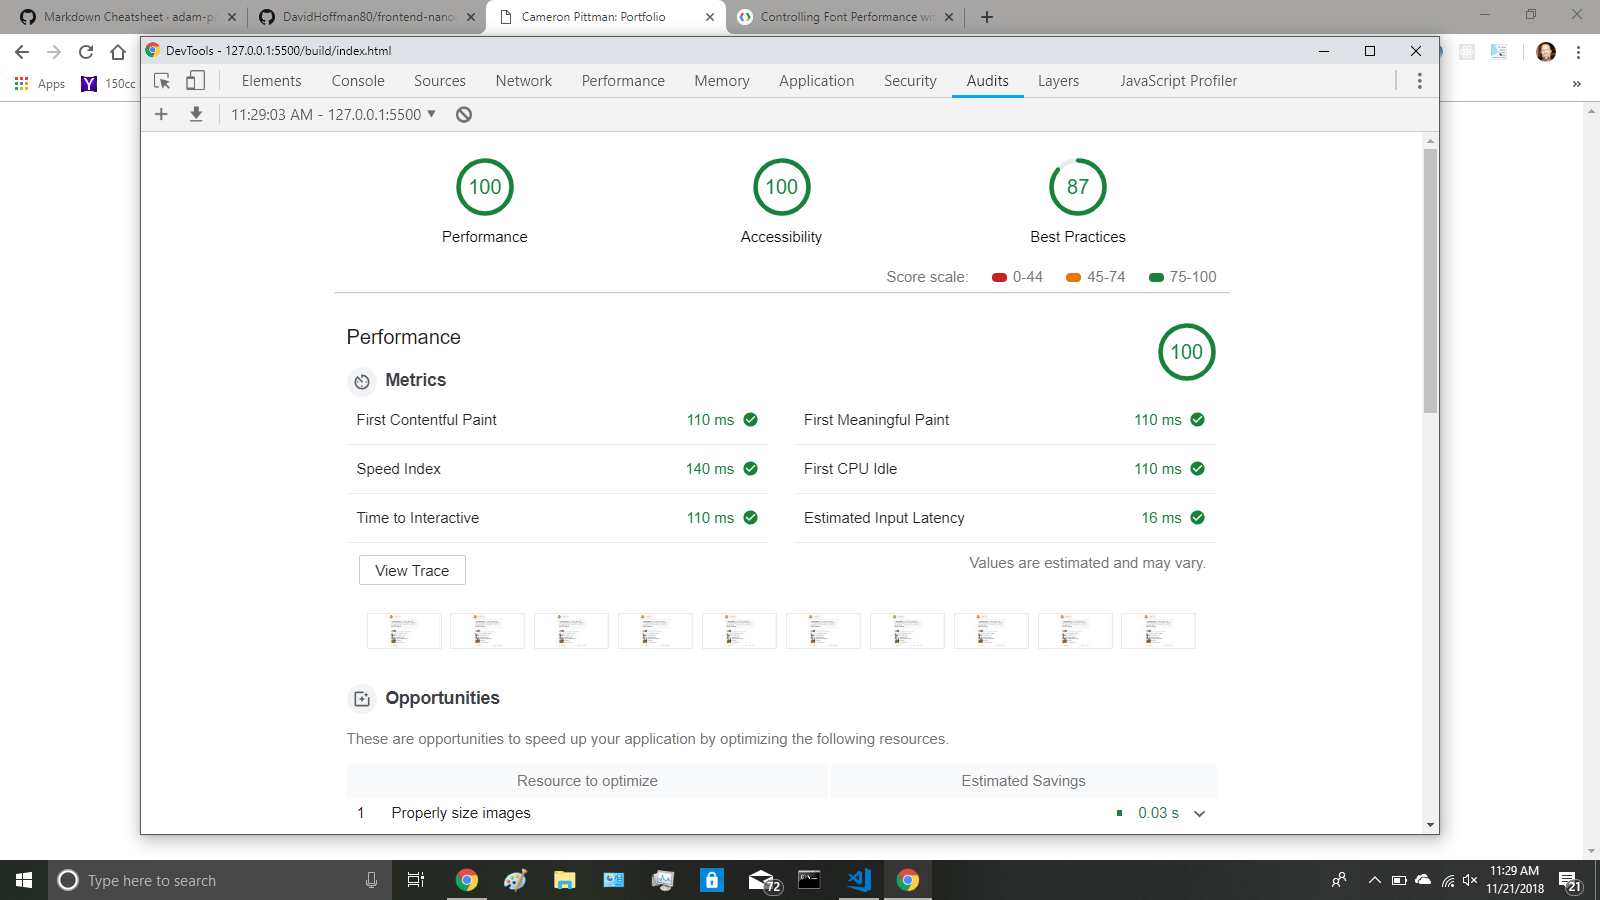 Markdown Cheatsheet · adam-p/
DavidHoffman80/frontend-nano
Cameron Pittman: Portfolio
Controlling Font Performance wi
Apps
150cc
DevTools - 127.0.0.1:5500/build/index.html
Elements Console Sources Network Performance Memory Application Security Audits Layers JavaScript Profiler
11:29:03 AM - 127.0.0.1:5500
100 100 87
Performance Accessibility Best Practices
Score scale: 0-44 45-74 75-100
Performance
100
Metrics
First Contentful Paint 110 ms
First Meaningful Paint 110 ms
Speed Index 140 ms
First CPU Idle 110 ms
Time to Interactive 110 ms
Estimated Input Latency 16 ms
View Trace
Values are estimated and may vary.
Opportunities
These are opportunities to speed up your application by optimizing the following resources.
Resource to optimize Estimated Savings
1 Properly size images 0.03 s
Type here to search
72
11:29 AM
11/21/2018
21